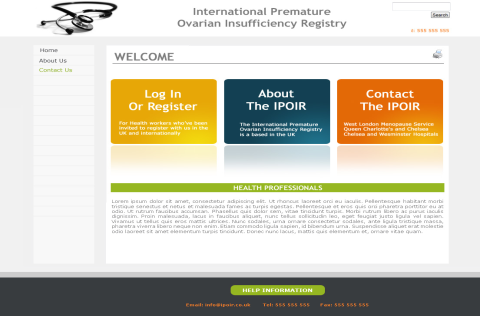 International Premature
Ovarian Insufficiency Registry
Search
t: 555 555 555
Home
About Us
Contact Us
WELCOME
Log In
Or Register
For Health workers who've been
invited to register with us in the
UK and internationally
About
The IPOIR
The International Premature
Ovarian Insufficiency Registry
is a based in the UK
Contact
The IPOIR
West London Menopause Service
Queen Charlotte's and Chelsea
Chelsea and Westminster Hospitals
HEALTH PROFESSIONALS
Lorem ipsum dolor sit amet, consectetur adipiscing elit. Ut rhoncus laoreet orci eu iaculis. Pellentesque habitant morbi
tristique senectus et netus et malesuada fames ac turpis egestas. Pellentesque et eros quis orci pharetra porttitor eu at
odio. Ut rutrum faucibus accumsan. Phasellus quis dolor sem, vitae tincidunt turpis. Morbi rutrum libero ac purus iaculis
dignissim. Proin malesuada, lacus in faucibus aliquet, nunc tellus sollicitudin leo, eget feugiat justo ligula vel sapien.
Vivamus ut tellus quis eros mattis ultrices. Nunc sodales, urna ornare consectetur sodales, ante ligula tristique massa,
pharetra viverra libero neque non enim. Etiam commodo ligula sapien, id bibendum urna. Suspendisse aliquet erat molestie
odio laoreet sit amet elementum turpis tincidunt. Donec nunc lacus, mattis quis elementum et, ornare vitae quam.
HELP INFORMATION
Email: info@ipoir.co.uk Tel: 555 555 555 Fax: 555 555 555